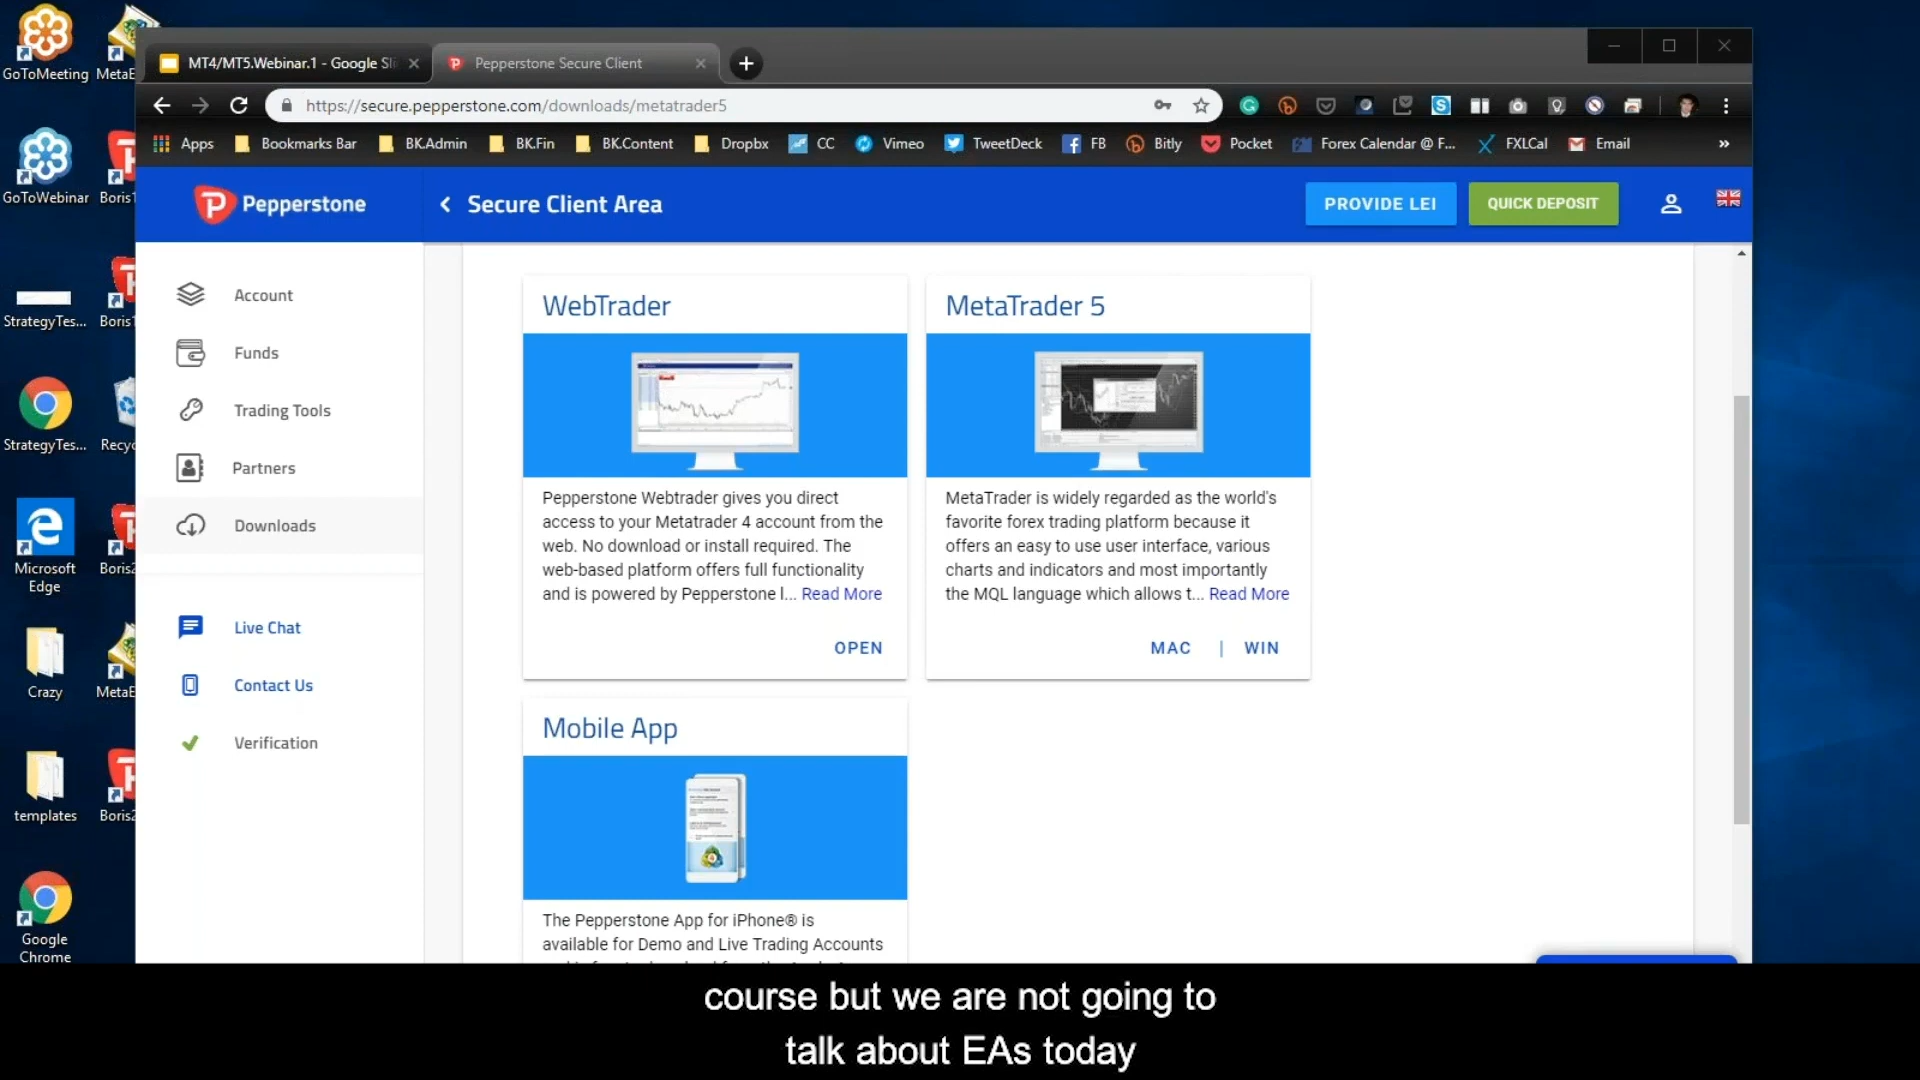 GoToMeeting
MetaE
GoToWebinar
Boris1
StrategyTes...
Boris1
StrategyTes...
Recyc
Microsoft
Edge
Boris2
Crazy
MetaE
templates
Boris2
Google
Chrome
MT4/MT5.Webinar.1 - Google Sli
Pepperstone Secure Client
https://secure.pepperstone.com/downloads/metatrader5
Apps
Bookmarks Bar
BK.Admin
BK.Fin
BK.Content
Dropbx
CC
Vimeo
TweetDeck
FB
Bitly
Pocket
Forex Calendar @ F...
FXLCal
Email
»
Pepperstone
Secure Client Area
PROVIDE LEI
QUICK DEPOSIT
Account
Funds
Trading Tools
Partners
Downloads
Live Chat
Contact Us
Verification
WebTrader
Pepperstone Webtrader gives you direct
access to your Metatrader 4 account from the
web. No download or install required. The
web-based platform offers full functionality
and is powered by Pepperstone l... Read More
OPEN
MetaTrader 5
MetaTrader is widely regarded as the world's
favorite forex trading platform because it
offers an easy to use user interface, various
charts and indicators and most importantly
the MQL language which allows t... Read More
MAC | WIN
Mobile App
The Pepperstone App for iPhone® is
available for Demo and Live Trading Accounts
course but we are not going to
talk about EAs today